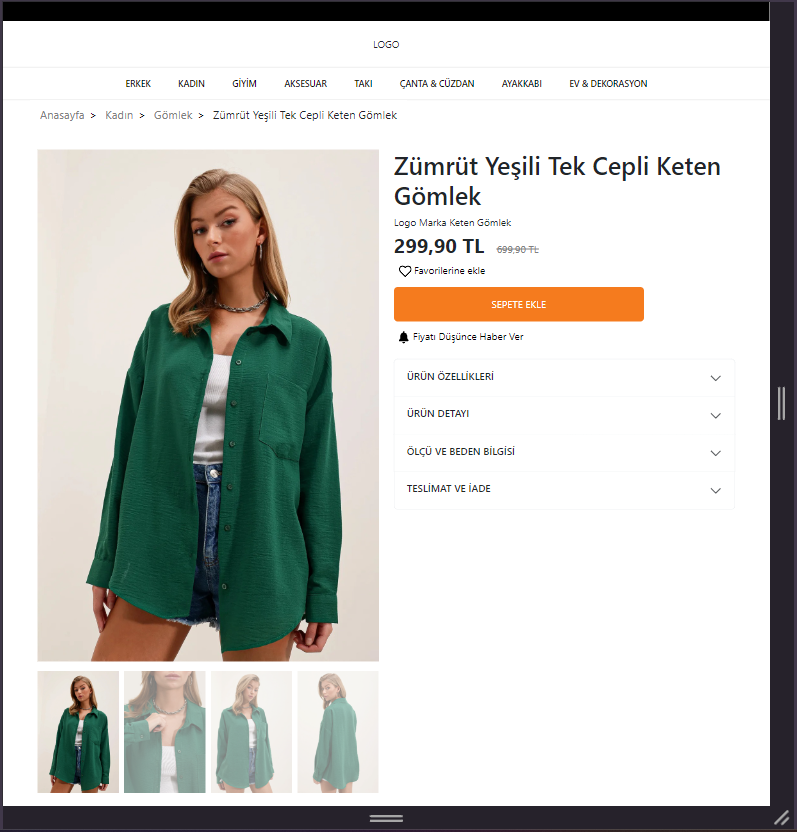 LOGO
ERKEK KADIN GİYİM AKSESUAR TAKI ÇANTA & CÜZDAN AYAKKABI EV & DEKORASYON
Anasayfa > Kadın > Gömlek > Zümrüt Yeşili Tek Cepli Keten Gömlek
Zümrüt Yeşili Tek Cepli Keten
Gömlek
Logo Marka Keten Gömlek
299,90 TL 699,90 TL
Favorilerine ekle
SEPETE EKLE
Fiyatı Düşünce Haber Ver
ÜRÜN ÖZELLİKLERİ
ÜRÜN DETAYI
ÖLÇÜ VE BEDEN BİLGİSİ
TESLİMAT VE İADE